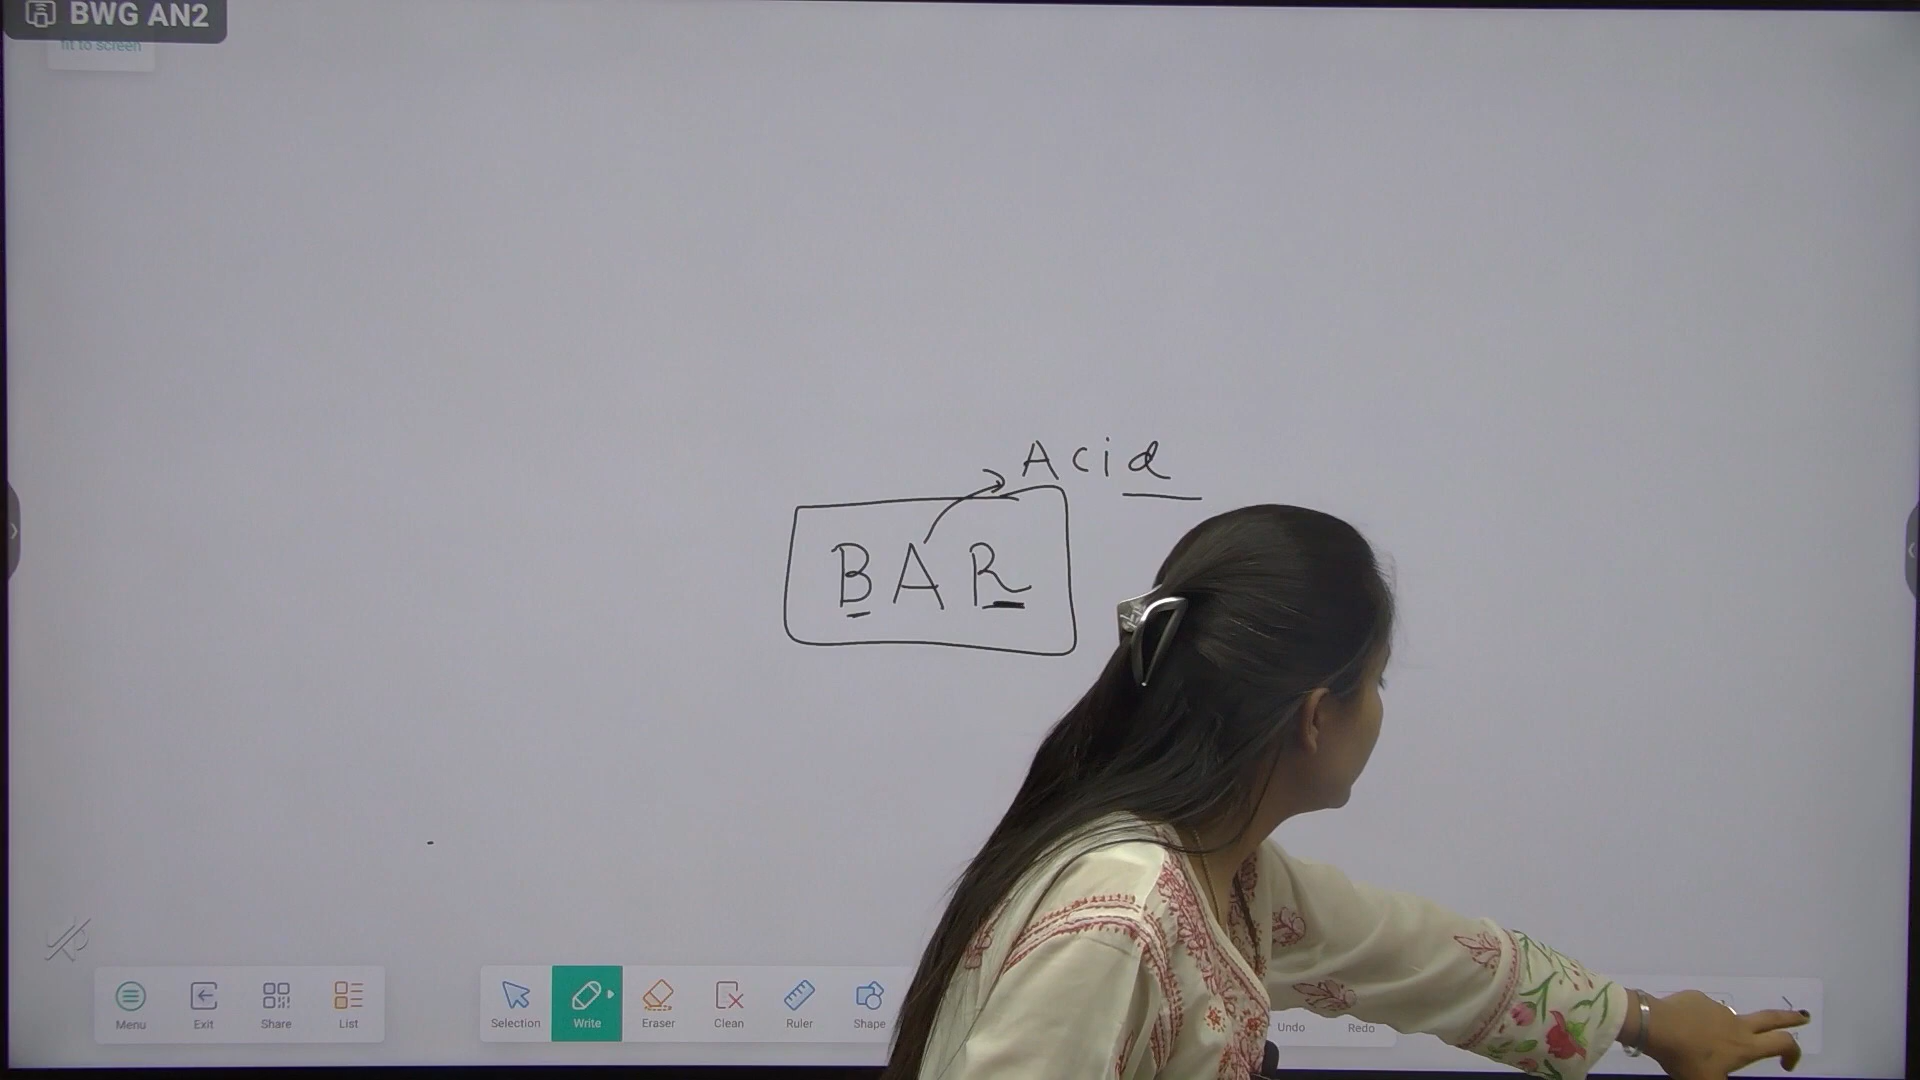 BWG AN2
fit to screen
Acid
BAR
Menu Exit Share List Selection Write Eraser Clean Ruler Shape Undo Redo